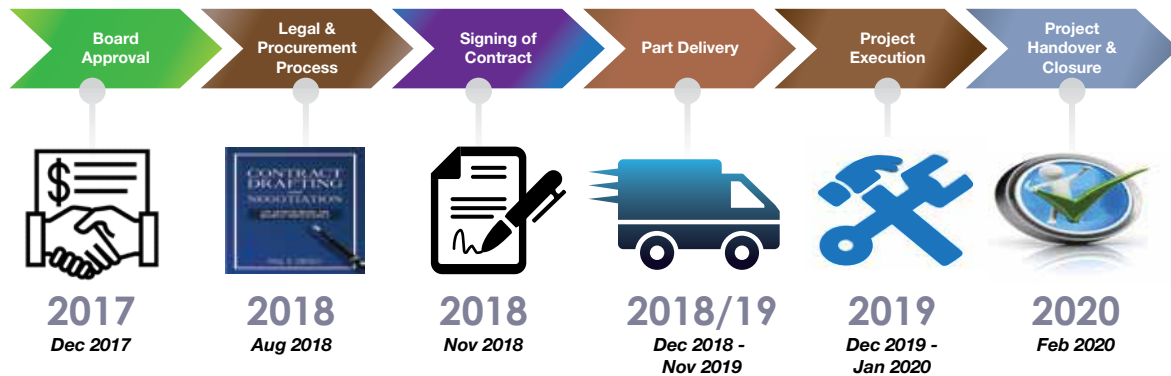 Board
Approval
Legal &
Procurement
Process
Signing of
Contract
Part Delivery
Project
Execution
Project
Handover &
Closure
$
CONTRACT
DRAFTING
NEGOTIATION
2017
Dec 2017
2018
Aug 2018
2018
Nov 2018
2018/19
Dec 2018 -
Nov 2019
2019
Dec 2019 -
Jan 2020
2020
Feb 2020